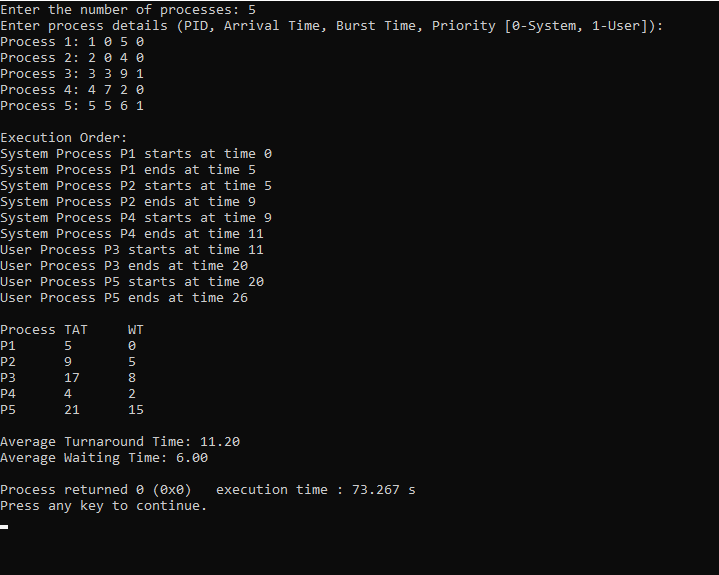 Enter the number of processes: 5
Enter process details (PID, Arrival Time, Burst Time, Priority [0-System, 1-User]):
Process 1: 1 0 5 0
Process 2: 2 0 4 0
Process 3: 3 3 9 1
Process 4: 4 7 2 0
Process 5: 5 5 6 1
Execution Order:
System Process P1 starts at time 0
System Process P1 ends at time 5
System Process P2 starts at time 5
System Process P2 ends at time 9
System Process P4 starts at time 9
System Process P4 ends at time 11
User Process P3 starts at time 11
User Process P3 ends at time 20
User Process P5 starts at time 20
User Process P5 ends at time 26
Process TAT     WT
P1      5       0
P2      9       5
P3      17      8
P4      4       2
P5      21      15
Average Turnaround Time: 11.20
Average Waiting Time: 6.00
Process returned 0 (0x0)   execution time : 73.267 s
Press any key to continue.